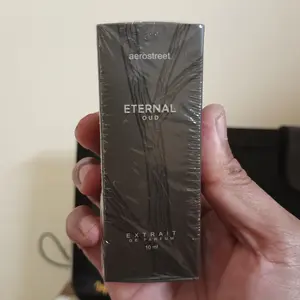 aerostreet
ETERNAL
OUD
EXTRAIT
DE PARFUM
10 ml